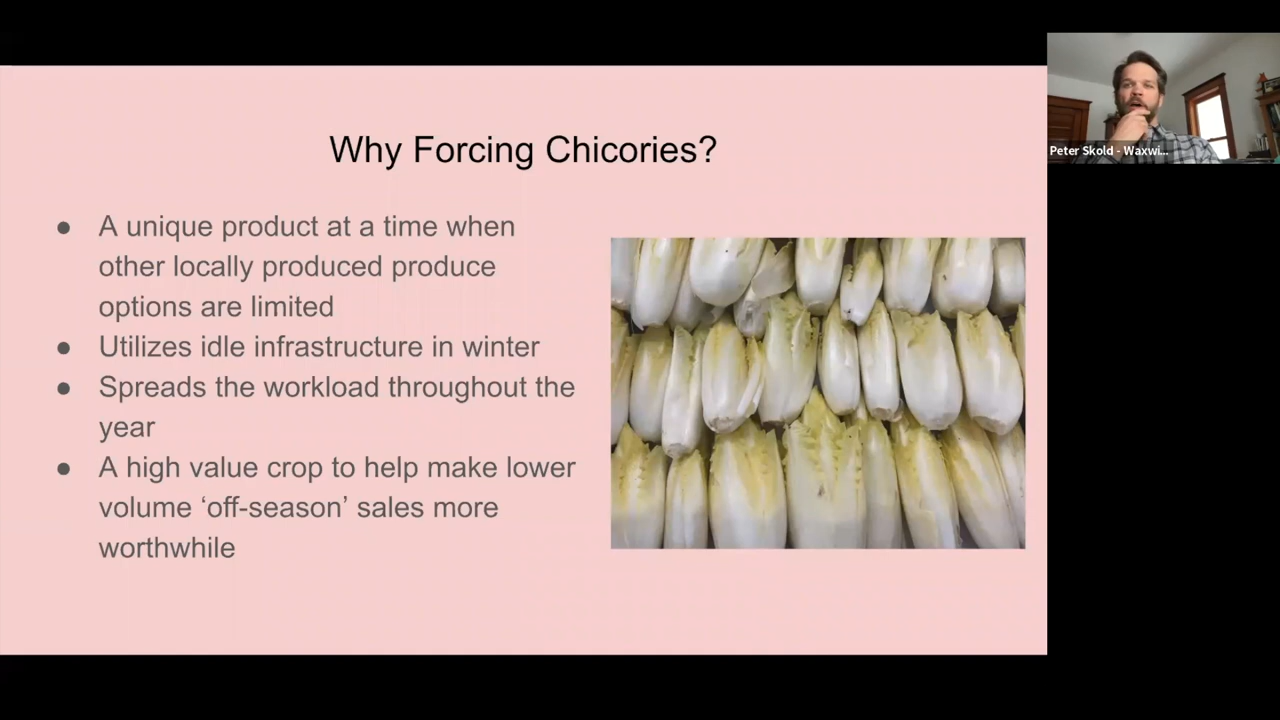 Why Forcing Chicories?
● A unique product at a time when
other locally produced produce
options are limited
● Utilizes idle infrastructure in winter
● Spreads the workload throughout the
year
● A high value crop to help make lower
volume ‘off-season’ sales more
worthwhile
Peter Skold - Waxwi...